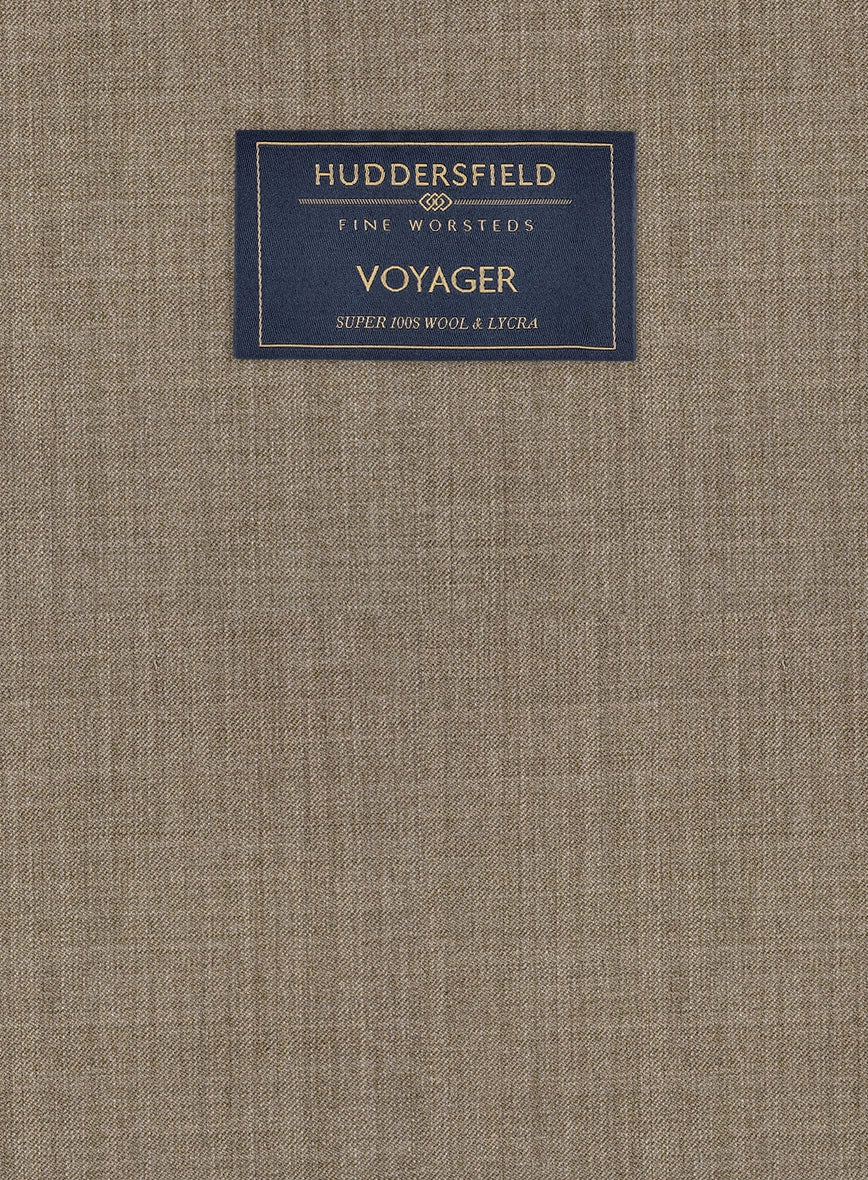 HUDDERSFIELD
FINE WORSTEDS
VOYAGER
SUPER 100S WOOL & LYCRA